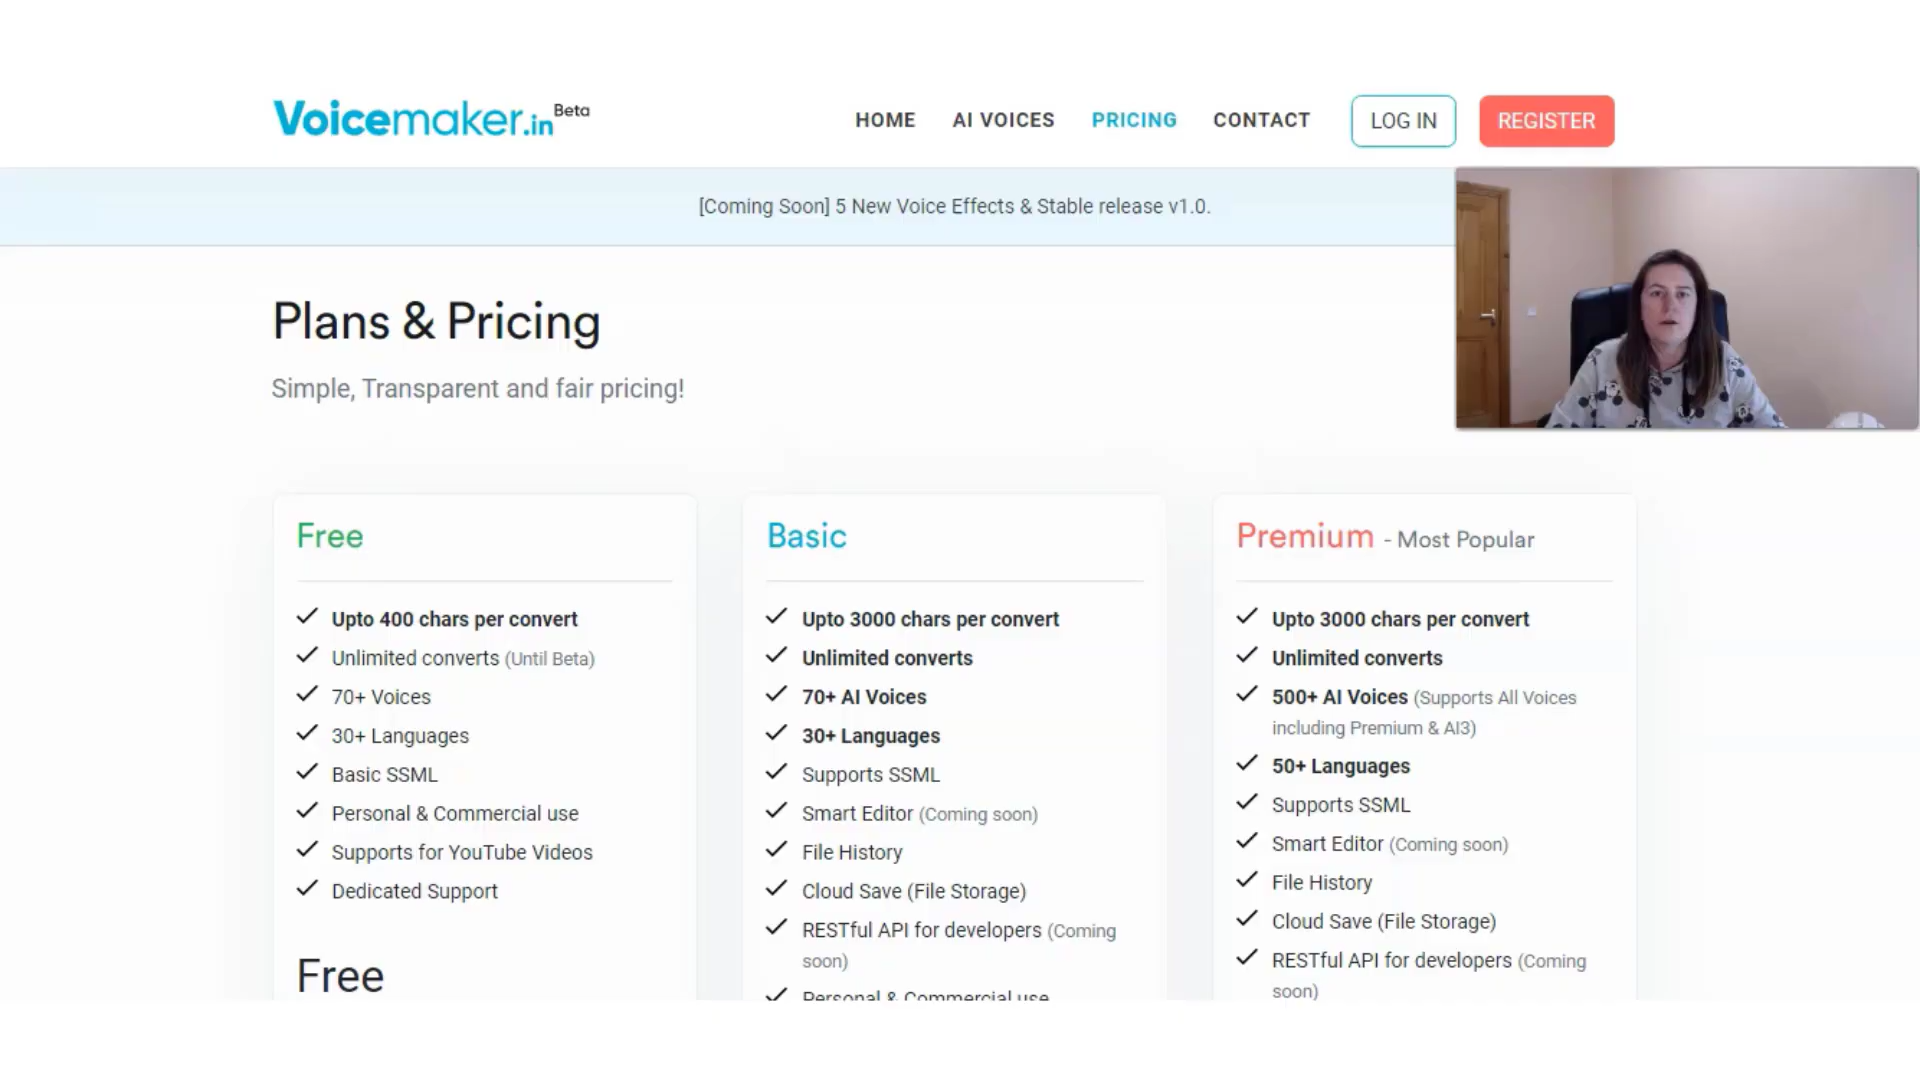 Voicemaker.in Beta
HOME AI VOICES PRICING CONTACT LOG IN REGISTER
[Coming Soon] 5 New Voice Effects & Stable release v1.0.
Plans & Pricing
Simple, Transparent and fair pricing!
Free
Upto 400 chars per convert
Unlimited converts (Until Beta)
70+ Voices
30+ Languages
Basic SSML
Personal & Commercial use
Supports for YouTube Videos
Dedicated Support
Free
Basic
Upto 3000 chars per convert
Unlimited converts
70+ AI Voices
30+ Languages
Supports SSML
Smart Editor (Coming soon)
File History
Cloud Save (File Storage)
RESTful API for developers (Coming
soon)
Personal & Commercial use
Premium - Most Popular
Upto 3000 chars per convert
Unlimited converts
500+ AI Voices (Supports All Voices
including Premium & AI3)
50+ Languages
Supports SSML
Smart Editor (Coming soon)
File History
Cloud Save (File Storage)
RESTful API for developers (Coming
soon)